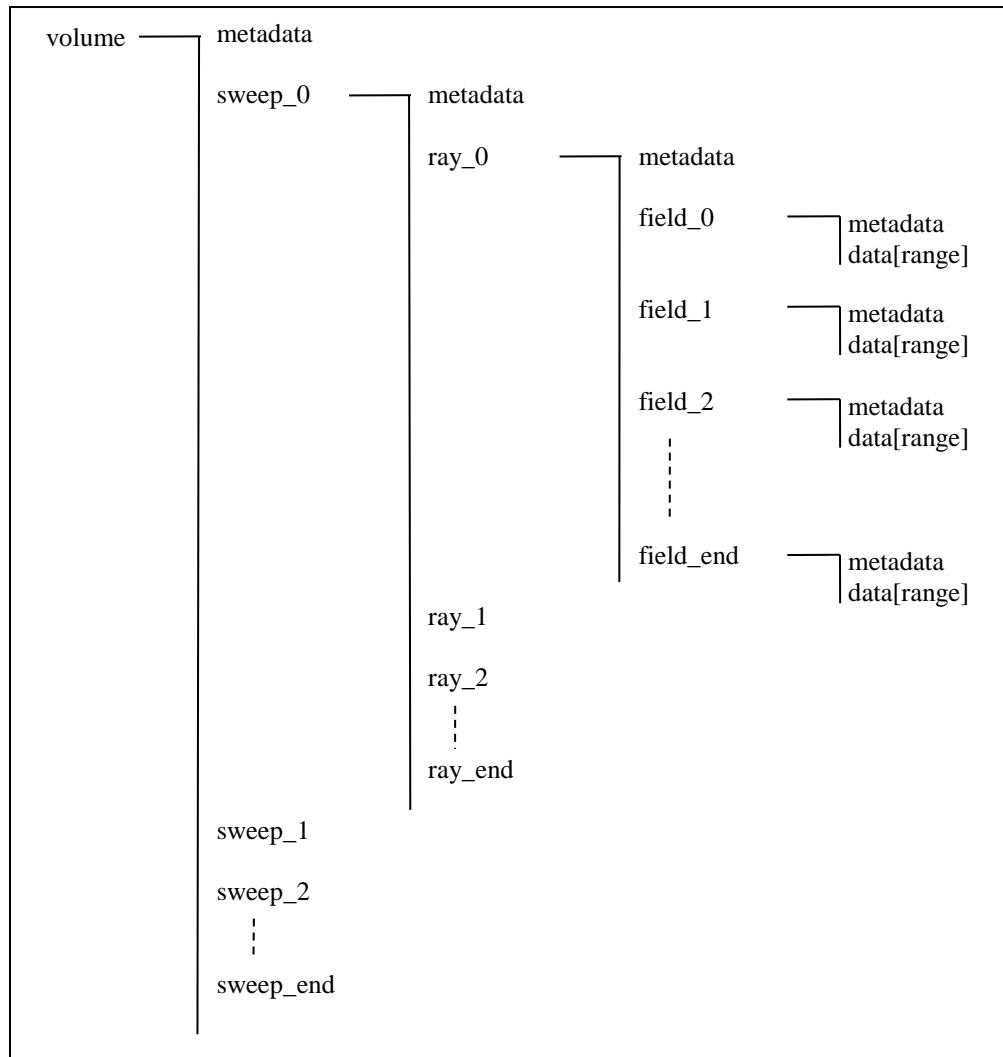 volume
metadata
sweep_0
metadata
ray_0
metadata
field_0
metadata
data[range]
field_1
metadata
data[range]
field_2
metadata
data[range]
field_end
metadata
data[range]
ray_1
ray_2
ray_end
sweep_1
sweep_2
sweep_end